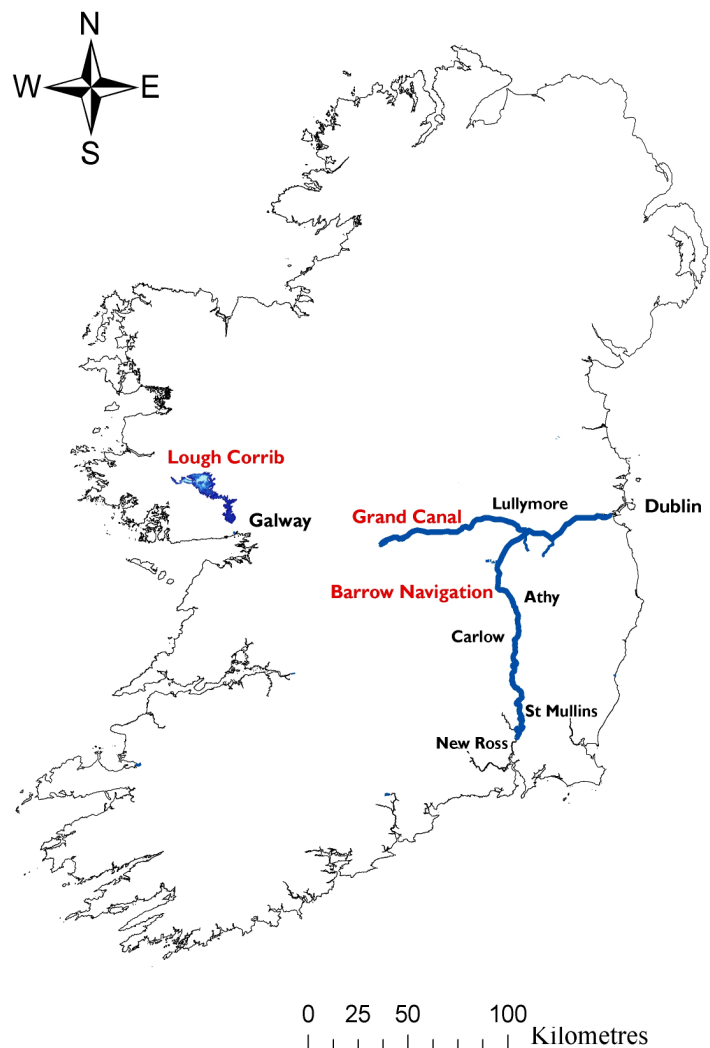 N
W E
S
Lough Corrib
Galway
Lullymore
Grand Canal
Dublin
Barrow Navigation
Athy
Carlow
St Mullins
New Ross
0 25 50 100
Kilometres